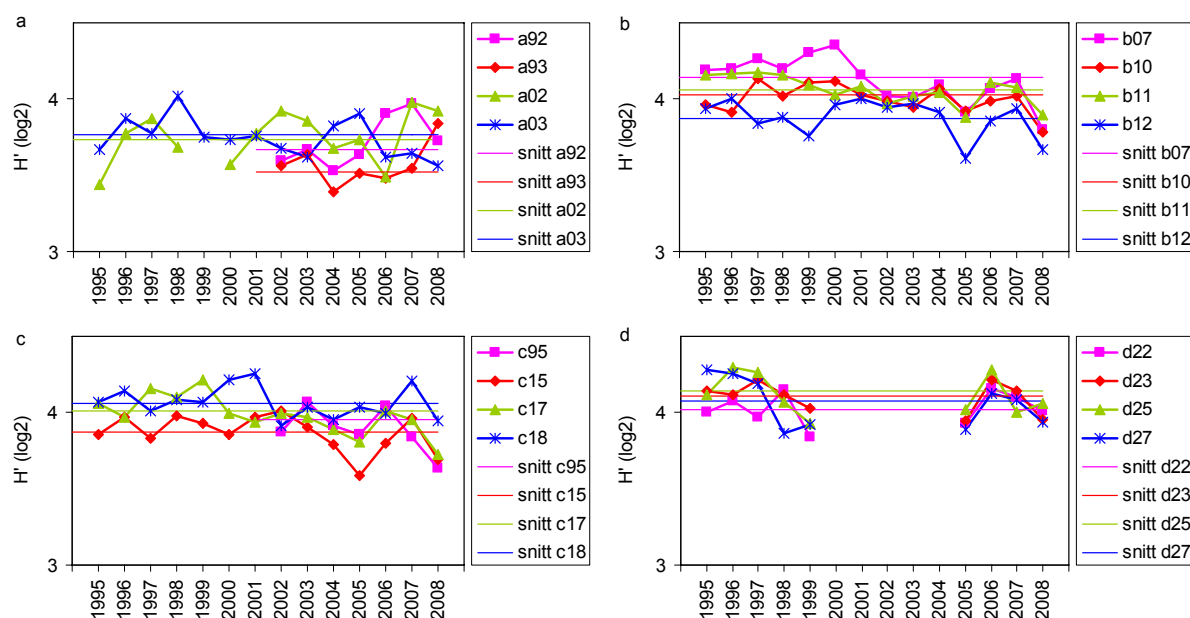 a
H' (log2)
4
3
1995
1996
1997
1998
1999
2000
2001
2002
2003
2004
2005
2006
2007
2008
a92
a93
a02
a03
snitt a92
snitt a93
snitt a02
snitt a03
b
H' (log2)
4
3
1995
1996
1997
1998
1999
2000
2001
2002
2003
2004
2005
2006
2007
2008
b07
b10
b11
b12
snitt b07
snitt b10
snitt b11
snitt b12
c
H' (log2)
4
3
1995
1996
1997
1998
1999
2000
2001
2002
2003
2004
2005
2006
2007
2008
c95
c15
c17
c18
snitt c95
snitt c15
snitt c17
snitt c18
d
H' (log2)
4
3
1995
1996
1997
1998
1999
2000
2001
2002
2003
2004
2005
2006
2007
2008
d22
d23
d25
d27
snitt d22
snitt d23
snitt d25
snitt d27